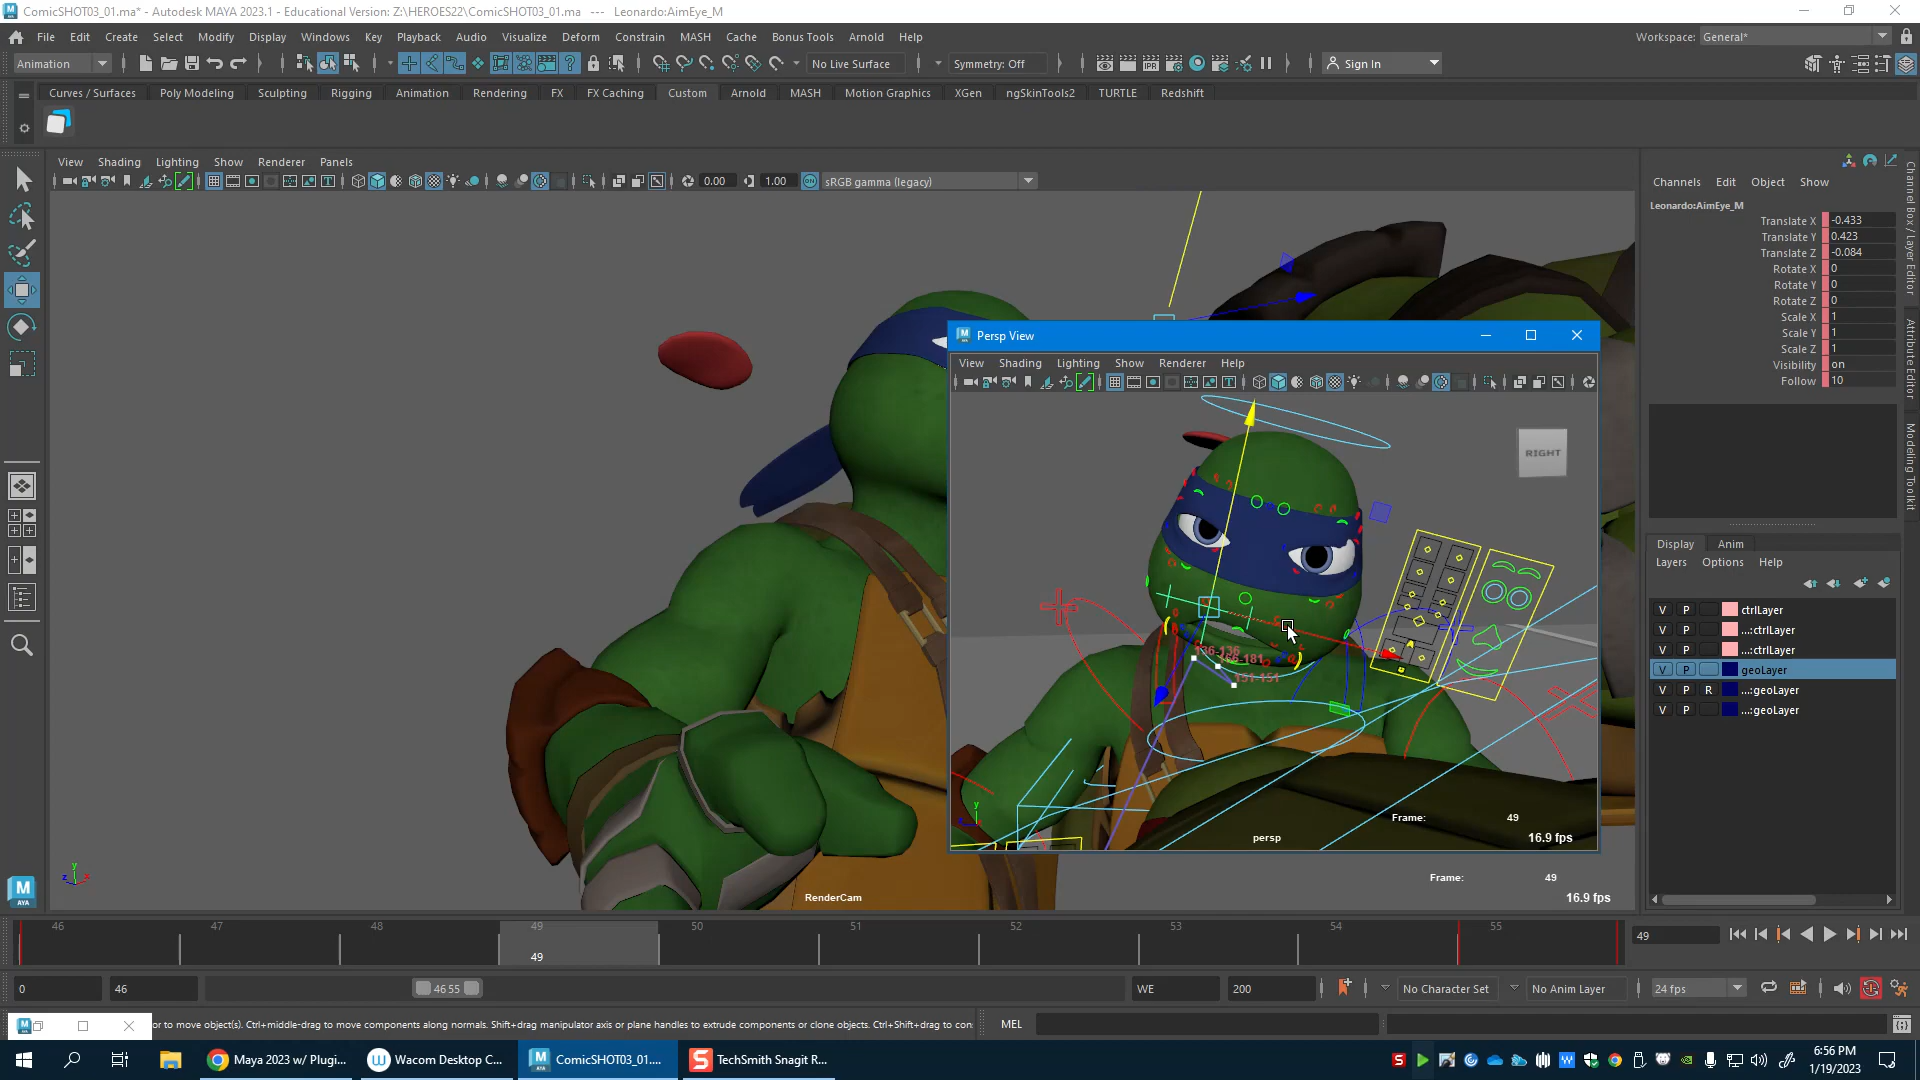 ComicSHOT03_01.ma* - Autodesk MAYA 2023.1 - Educational Version: Z:\HEROES22\ComicSHOT03_01.ma --- Leonardo:AimEye_M
File Edit Create Select Modify Display Windows Key Playback Audio Visualize Deform Constrain MASH Cache Bonus Tools Arnold Help
Workspace: General*
Animation
No Live Surface
Symmetry: Off
Sign In
Curves / Surfaces Poly Modeling Sculpting Rigging Animation Rendering FX FX Caching Custom Arnold MASH Motion Graphics XGen ngSkinTools2 TURTLE Redshift
View Shading Lighting Show Renderer Panels
0.00 1.00 sRGB gamma (legacy)
Channels Edit Object Show
Leonardo:AimEye_M
Translate X -0.433
Translate Y 0.423
Translate Z -0.084
Rotate X 0
Rotate Y 0
Rotate Z 0
Scale X 1
Scale Y 1
Scale Z 1
Visibility on
Follow 10
Channel Box / Layer Editor
Attribute Editor
Modeling Toolkit
Persp View
View Shading Lighting Show Renderer Help
RIGHT
151-151
Frame: 49
persp
16.9 fps
Display Anim
Layers Options Help
V P ctrlLayer
V P ...:ctrlLayer
V P ...:ctrlLayer
V P geoLayer
V P R ...:geoLayer
V P ...:geoLayer
Frame: 49
RenderCam
16.9 fps
46 47 48 49 50 51 52 53 54 55
49
49
0 46 46 55 WE 200 No Character Set No Anim Layer 24 fps
or to move object(s). Ctrl+middle-drag to move components along normals. Shift+drag manipulator axis or plane handles to extrude components or clone objects. Ctrl+Shift+drag to con
MEL
Maya 2023 w/ Plugi...
Wacom Desktop C...
ComicSHOT03_01....
TechSmith Snagit R...
6:56 PM
1/19/2023